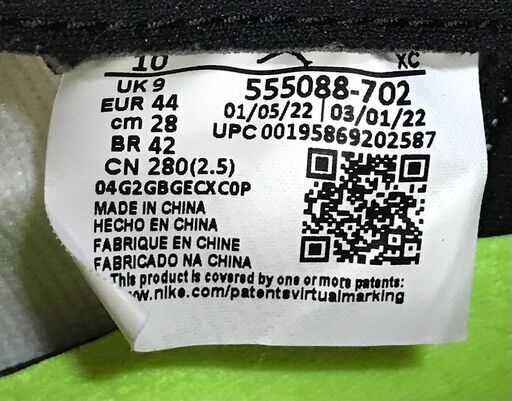 10 XC
UK 9
EUR 44
cm 28
BR 42
CN 280(2.5)
555088-702
01/05/22 | 03/01/22
UPC 00195869202587
04G2GBGECXC0P
MADE IN CHINA
HECHO EN CHINA
FABRIQUE EN CHINE
FABRICADO NA CHINA
This product is covered by one or more patents:
www.nike.com/patentsvirtualmarking